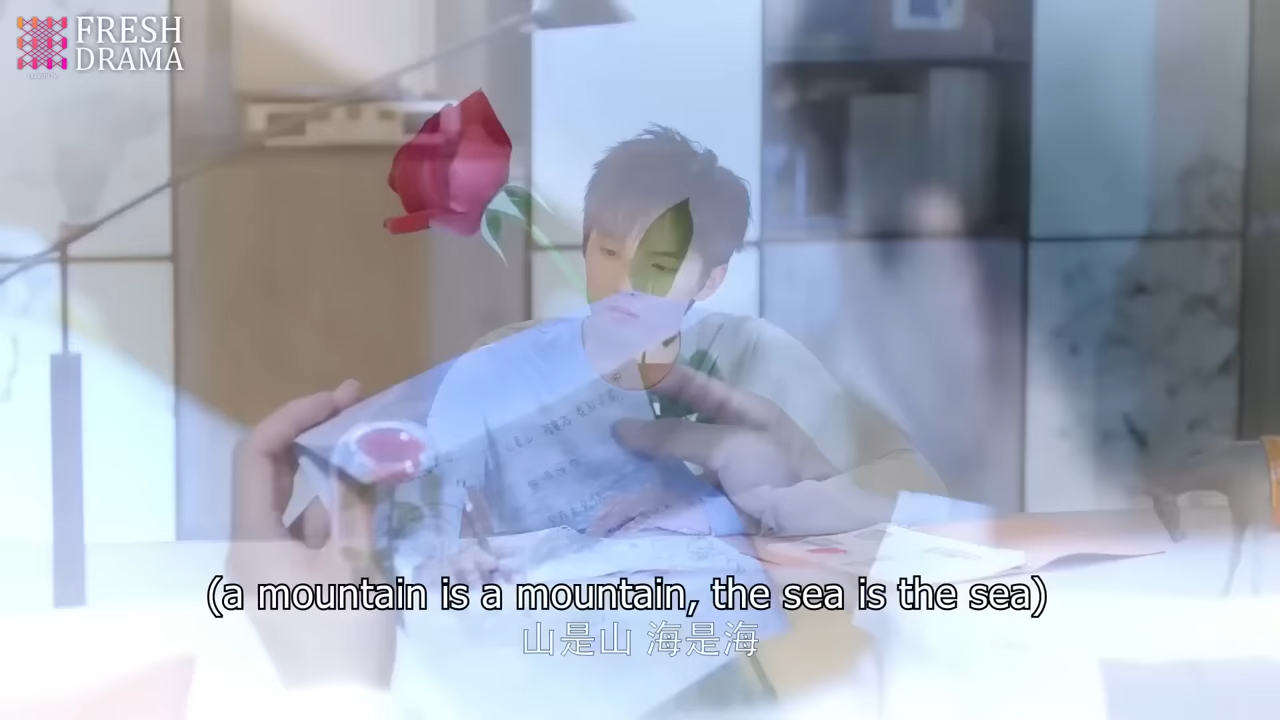 FRESH
DRAMA
(a mountain is a mountain, the sea is the sea)
山是山 海是海